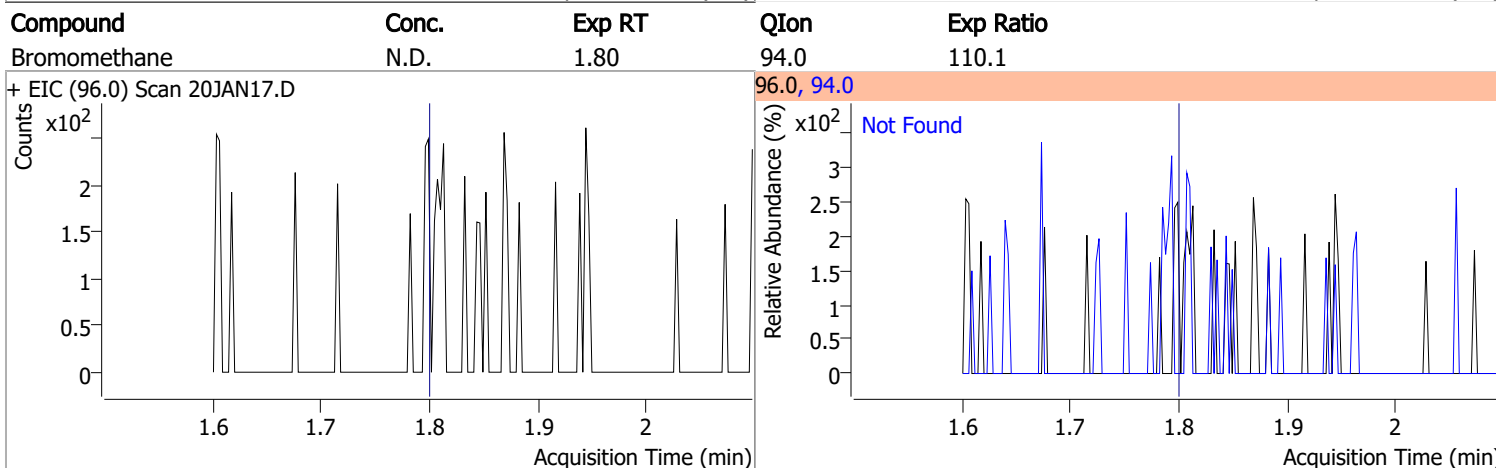 Compound Conc. Exp RT QIon Exp Ratio
Bromomethane N.D. 1.80 94.0 110.1
+ EIC (96.0) Scan 20JAN17.D
Counts
x10²
2
1.5
1
0.5
0
1.6 1.7 1.8 1.9 2
Acquisition Time (min)
96.0, 94.0
Relative Abundance (%)
x10²
Not Found
3
2.5
2
1.5
1
0.5
0
1.6 1.7 1.8 1.9 2
Acquisition Time (min)